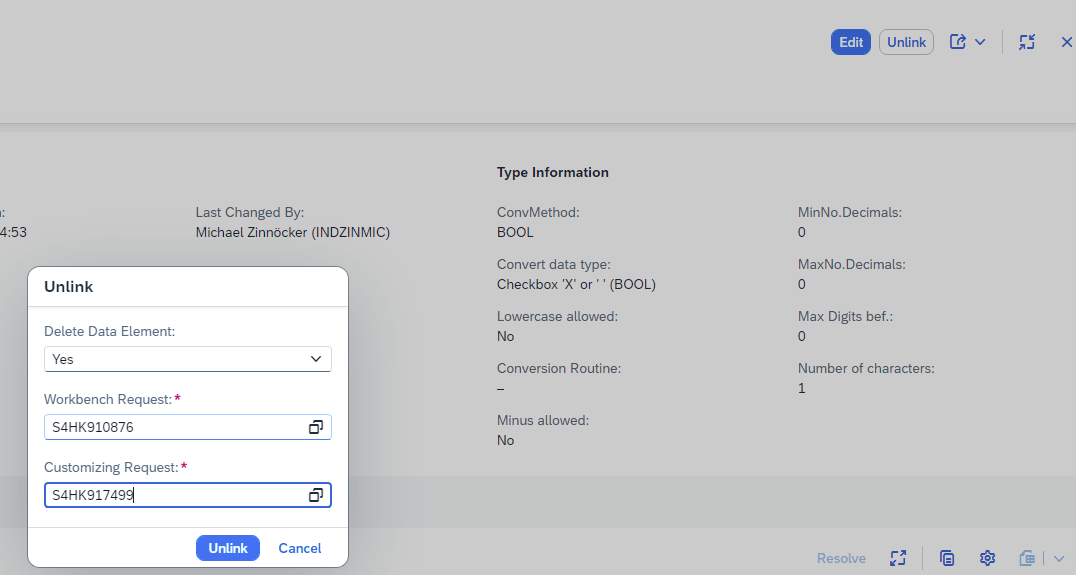 Edit Unlink
Type Information
Last Changed By:
Michael Zinnöcker (INDZINMIC)
4:53
ConvMethod:
BOOL
Convert data type:
Checkbox 'X' or ' ' (BOOL)
Lowercase allowed:
No
Conversion Routine:
–
Minus allowed:
No
MinNo.Decimals:
0
MaxNo.Decimals:
0
Max Digits bef.:
0
Number of characters:
1
Unlink
Delete Data Element:
Yes
Workbench Request:*
S4HK910876
Customizing Request:*
S4HK917499
Unlink Cancel
Resolve